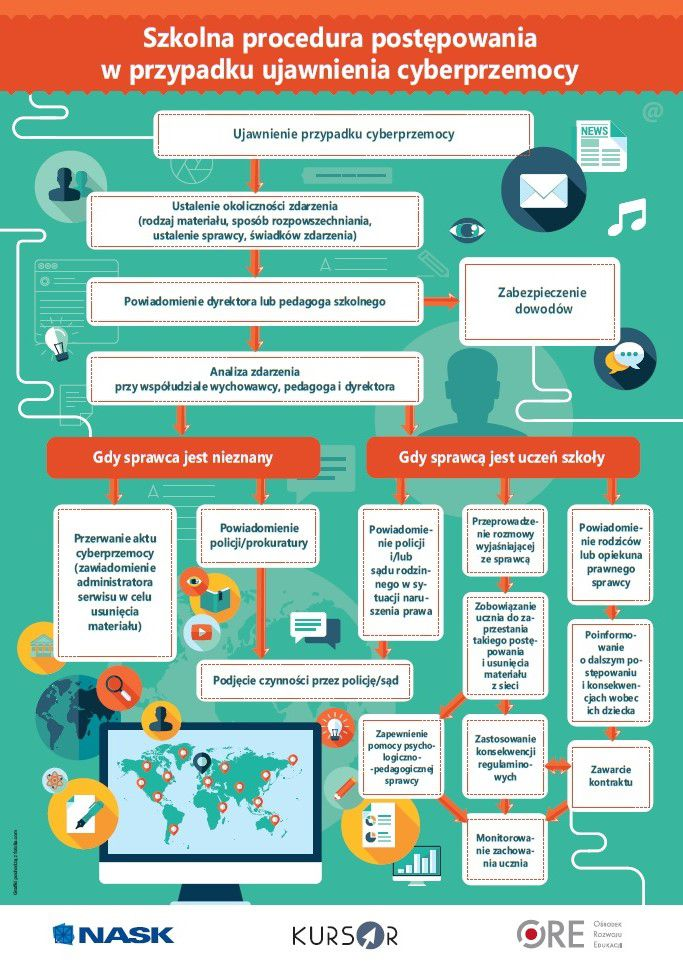 Szkolna procedura postępowania
w przypadku ujawnienia cyberprzemocy
@
Ujawnienie przypadku cyberprzemocy
NEWS
Ustalenie okoliczności zdarzenia
(rodzaj materiału, sposób rozpowszechniania,
ustalenie sprawcy, świadków zdarzenia)
Powiadomienie dyrektora lub pedagoga szkolnego
Zabezpieczenie
dowodów
Analiza zdarzenia
przy współudziale wychowawcy, pedagoga i dyrektora
Gdy sprawca jest nieznany
Gdy sprawcą jest uczeń szkoły
Przerwanie aktu
cyberprzemocy
(zawiadomienie
administratora
serwisu w celu
usunięcia
materiału)
Powiadomienie
policji/prokuratury
Powiadomie-
nie policji
i/lub
sądu rodzin-
nego w sy-
tuacji naru-
szenia prawa
Przeprowadze-
nie rozmowy
wyjaśniającej
ze sprawcą
Powiadomie-
nie rodziców
lub opiekuna
prawnego
sprawcy
Zobowiązanie
ucznia do za-
przestania
takiego postę-
powania
i usunięcia
materiału
z sieci
Poinformo-
wanie
o dalszym po-
stępowaniu
i konsekwen-
cjach wobec
ich dziecka
Podjęcie czynności przez policję/sąd
Zapewnienie
pomocy psycho-
logiczno-
-pedagogicznej
sprawcy
Zastosowanie
konsekwencji
regulamino-
wych
Zawarcie
kontraktu
Monitorowa-
nie zachowa-
nia ucznia
Grafiki pochodzą z fotolia.com
NASK
KURSOR
ORE
Ośrodek
Rozwoju
Edukacji